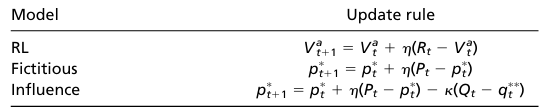 Model Update rule
RL $V^{a}_{t+1} = V^{a}_{t} + \eta(R_t - V^{a}_{t})$
Fictitious $p^{*}_{t+1} = p^{*}_{t} + \eta(P_t - p^{*}_{t})$
Influence $p^{*}_{t+1} = p^{*}_{t} + \eta(P_t - p^{*}_{t}) - \kappa(Q_t - q^{**}_{t})$